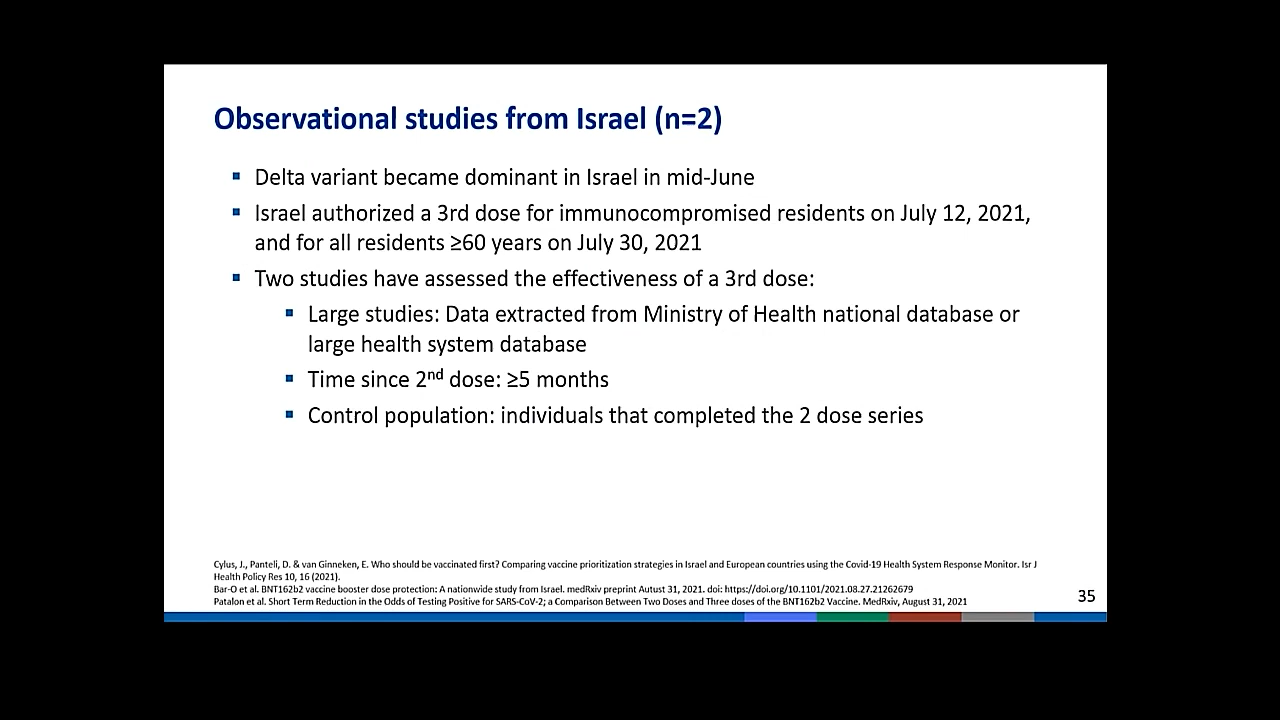 Observational studies from Israel (n=2)
▪ Delta variant became dominant in Israel in mid-June
▪ Israel authorized a 3rd dose for immunocompromised residents on July 12, 2021,
and for all residents ≥60 years on July 30, 2021
▪ Two studies have assessed the effectiveness of a 3rd dose:
▪ Large studies: Data extracted from Ministry of Health national database or
large health system database
▪ Time since 2nd dose: ≥5 months
▪ Control population: individuals that completed the 2 dose series
Cylus, J., Panteli, D. & van Ginneken, E. Who should be vaccinated first? Comparing vaccine prioritization strategies in Israel and European countries using the Covid-19 Health System Response Monitor. Isr J
Health Policy Res 10, 16 (2021).
Bar-O et al. BNT162b2 vaccine booster dose protection: A nationwide study from Israel. medRxiv preprint Autust 31, 2021. doi: https://doi.org/10.1101/2021.08.27.21262679
Patalon et al. Short Term Reduction in the Odds of Testing Positive for SARS-CoV-2; a Comparison Between Two Doses and Three doses of the BNT162b2 Vaccine. MedRxiv, August 31, 2021
35